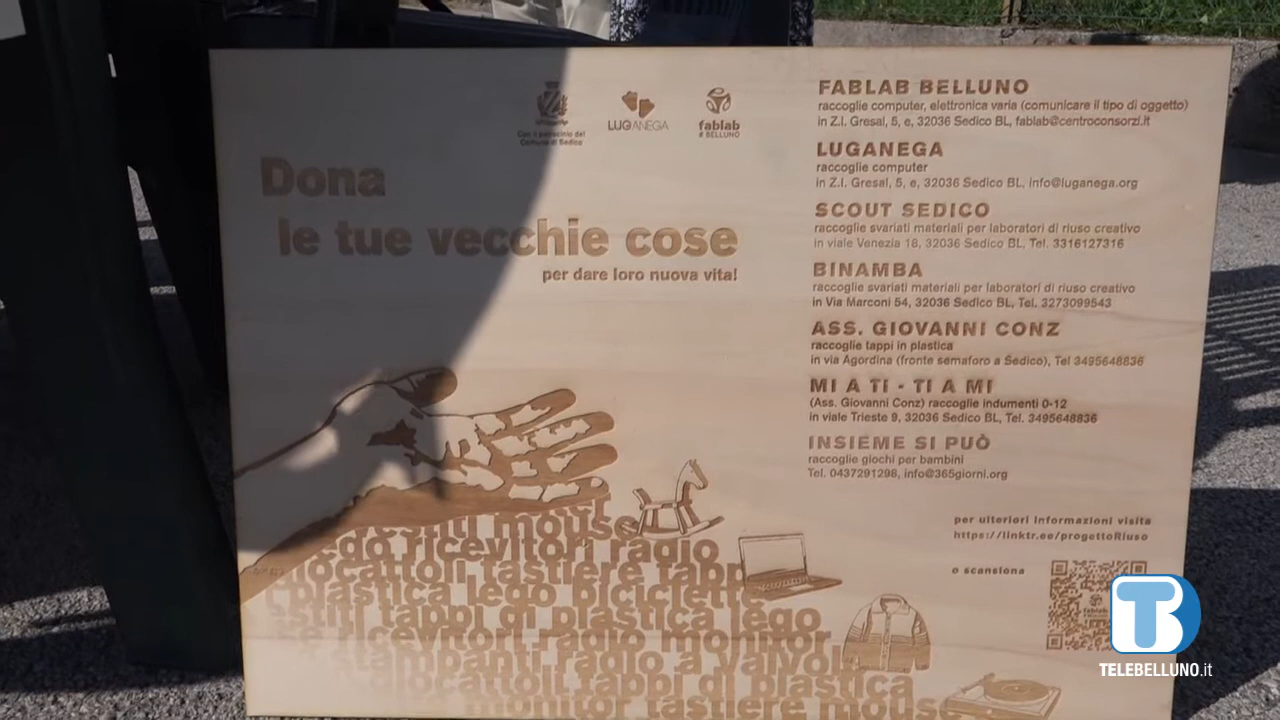 Con il patrocinio del
Comune di Sedico
LUGANEGA
fablab
BELLUNO
Dona
le tue vecchie cose
per dare loro nuova vita!
FABLAB BELLUNO
raccoglie computer, elettronica varia (comunicare il tipo di oggetto)
in Z.I. Gresal, 5, e, 32036 Sedico BL, fablab@centroconsorzi.it
LUGANEGA
raccoglie computer
in Z.I. Gresal, 5, e, 32036 Sedico BL, info@luganega.org
SCOUT SEDICO
raccoglie svariati materiali per laboratori di riuso creativo
in viale Venezia 18, 32036 Sedico BL, Tel. 3316127316
BINAMBA
raccoglie svariati materiali per laboratori di riuso creativo
in Via Marconi 54, 32036 Sedico BL, Tel. 3273099543
ASS. GIOVANNI CONZ
raccoglie tappi in plastica
in via Agordina (fronte semaforo a Sedico), Tel 3495648836
MI A TI - TI A MI
(Ass. Giovanni Conz) raccoglie indumenti 0-12
in viale Trieste 9, 32036 Sedico BL, Tel. 3495648836
INSIEME SI PUÒ
raccoglie giochi per bambini
Tel. 0437291298, info@365giorni.org
per ulteriori informazioni visita
https://linktr.ee/progettoRiuso
o scansiona
mouse
lego ricevitori radio
giocattoli tastiere tapp
plastica lego biciclette
tappi di plastica lego
ricevitori radio monitor
stampanti radio a valvol
giocattoli tappi di plastica
monitor tastiere mouse
TB
TELEBELLUNO.it